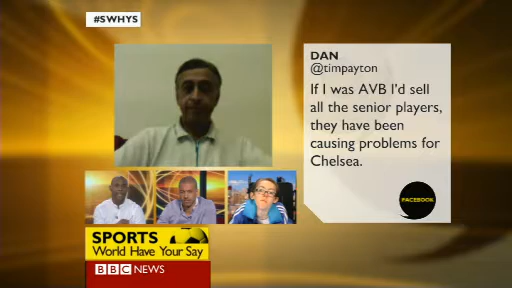 #SWHYS
DAN
@timpayton
If I was AVB I'd sell
all the senior players,
they have been
causing problems for
Chelsea.
FACEBOOK
SPORTS
World Have Your Say
BBC NEWS